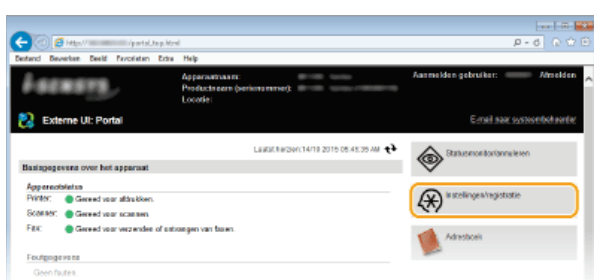 http://
/portal_top.html
Bestand Bewerken Beeld Favorieten Extra Help
Apparaatnaam:
Productnaam (serienummer):
Locatie:
Aanmelden gebruiker: Afmelden
Externe UI: Portal
E-mail naar systeembeheerder
Laatst herzien:14/10 2015 05:45:35 AM
Basisgegevens over het apparaat
Statusmonitor/annuleren
Apparaatstatus
Printer: Gereed voor afdrukken.
Instellingen/registratie
Scanner: Gereed voor scannen.
Fax: Gereed voor verzenden of ontvangen van faxen.
Adresboek
Foutgegevens
Geen fouten.